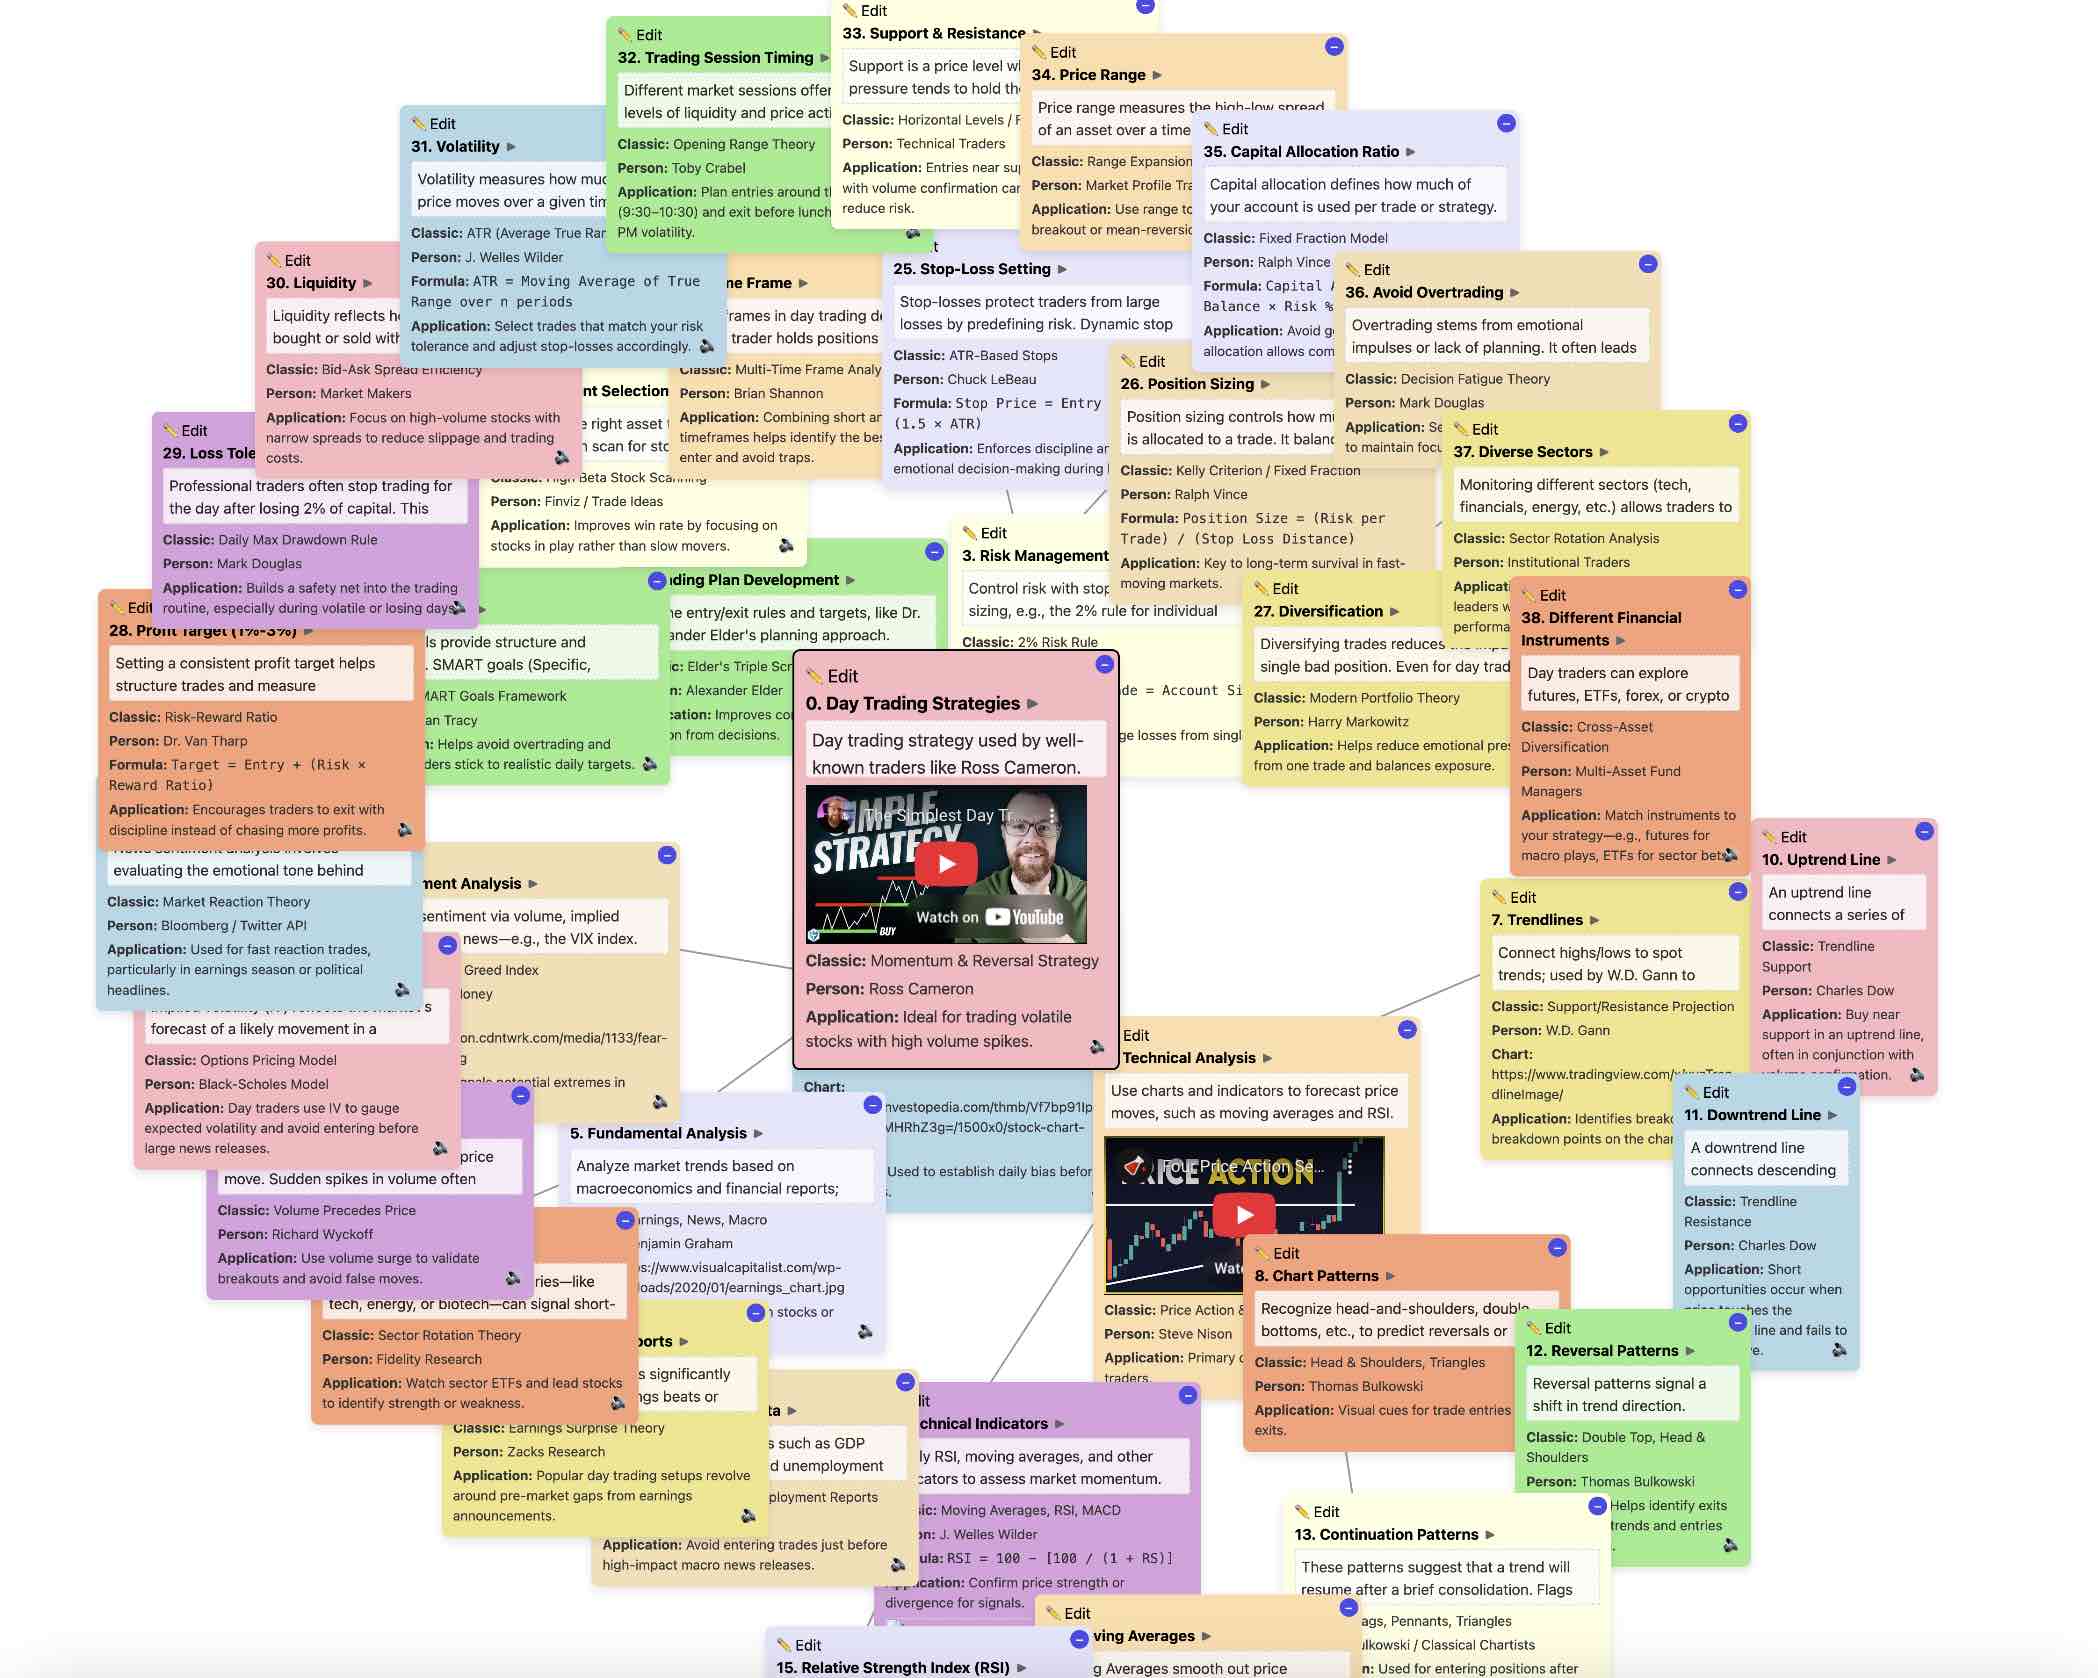 Edit
33. Support & Resistance
Support is a price level wh
pressure tends to hold the
Classic: Horizontal Levels / F
Person: Technical Traders
Application: Entries near sup
with volume confirmation can
reduce risk.
Edit
32. Trading Session Timing
Different market sessions offer
levels of liquidity and price acti
Classic: Opening Range Theory
Person: Toby Crabel
Application: Plan entries around th
(9:30–10:30) and exit before lunch
PM volatility.
Edit
34. Price Range
Price range measures the high-low spread
of an asset over a time
Classic: Range Expansion
Person: Market Profile Tra
Application: Use range to
breakout or mean-reversio
Edit
31. Volatility
Volatility measures how muc
price moves over a given tim
Classic: ATR (Average True Ran
Person: J. Welles Wilder
Formula: ATR = Moving Average of True
Range over n periods
Application: Select trades that match your risk
tolerance and adjust stop-losses accordingly.
Edit
35. Capital Allocation Ratio
Capital allocation defines how much of
your account is used per trade or strategy.
Classic: Fixed Fraction Model
Person: Ralph Vince
Formula: Capital A
Balance × Risk %
Application: Avoid g
allocation allows com
Edit
30. Liquidity
Liquidity reflects ho
bought or sold with
Classic: Bid-Ask Spread Efficiency
Person: Market Makers
Application: Focus on high-volume stocks with
narrow spreads to reduce slippage and trading
costs.
me Frame
frames in day trading de
trader holds positions
Classic: Multi-Time Frame Analy
Person: Brian Shannon
Application: Combining short an
timeframes helps identify the bes
enter and avoid traps.
it
25. Stop-Loss Setting
Stop-losses protect traders from large
losses by predefining risk. Dynamic stop
Classic: ATR-Based Stops
Person: Chuck LeBeau
Formula: Stop Price = Entry
(1.5 × ATR)
Application: Enforces discipline an
emotional decision-making during
Edit
36. Avoid Overtrading
Overtrading stems from emotional
impulses or lack of planning. It often leads
Classic: Decision Fatigue Theory
Person: Mark Douglas
Application: Se
to maintain focu
Edit
26. Position Sizing
Position sizing controls how mu
is allocated to a trade. It balanc
Classic: Kelly Criterion / Fixed Fraction
Person: Ralph Vince
Formula: Position Size = (Risk per
Trade) / (Stop Loss Distance)
Application: Key to long-term survival in fast-
moving markets.
nt Selection
e right asset
n scan for sto
Classic: High Beta Stock Scanning
Person: Finviz / Trade Ideas
Application: Improves win rate by focusing on
stocks in play rather than slow movers.
Edit
29. Loss Tole
Professional traders often stop trading for
the day after losing 2% of capital. This
Classic: Daily Max Drawdown Rule
Person: Mark Douglas
Application: Builds a safety net into the trading
routine, especially during volatile or losing days.
Edit
37. Diverse Sectors
Monitoring different sectors (tech,
financials, energy, etc.) allows traders to
Classic: Sector Rotation Analysis
Person: Institutional Traders
Applicati
leaders w
performa
Edit
3. Risk Management
Control risk with stop
sizing, e.g., the 2% rule for individual
Classic: 2% Risk Rule
de = Account Si
ge losses from singl
ding Plan Development
ne entry/exit rules and targets, like Dr.
ander Elder's planning approach.
ic: Elder's Triple Scr
n: Alexander Elder
cation: Improves co
on from decisions.
Edit
27. Diversification
Diversifying trades reduces the impa
single bad position. Even for day trad
Classic: Modern Portfolio Theory
Person: Harry Markowitz
Application: Helps reduce emotional pres
from one trade and balances exposure.
Edit
38. Different Financial
Instruments
Day traders can explore
futures, ETFs, forex, or crypto
Classic: Cross-Asset
Diversification
Person: Multi-Asset Fund
Managers
Application: Match instruments to
your strategy—e.g., futures for
macro plays, ETFs for sector bets.
Edit
28. Profit Target (1%-3%)
Setting a consistent profit target helps
structure trades and measure
Classic: Risk-Reward Ratio
Person: Dr. Van Tharp
Formula: Target = Entry + (Risk ×
Reward Ratio)
Application: Encourages traders to exit with
discipline instead of chasing more profits.
ls provide structure and
. SMART goals (Specific,
MART Goals Framework
an Tracy
n: Helps avoid overtrading and
ders stick to realistic daily targets.
Edit
0. Day Trading Strategies
Day trading strategy used by well-
known traders like Ross Cameron.
The Simplest Day Tr...
SIMPLE
STRATEGY
BUY
Watch on YouTube
Classic: Momentum & Reversal Strategy
Person: Ross Cameron
Application: Ideal for trading volatile
stocks with high volume spikes.
Edit
10. Uptrend Line
An uptrend line
connects a series of
Classic: Trendline
Support
Person: Charles Dow
Application: Buy near
support in an uptrend line,
often in conjunction with
volume confirmation.
News sentiment analysis involves
evaluating the emotional tone behind
Classic: Market Reaction Theory
Person: Bloomberg / Twitter API
Application: Used for fast reaction trades,
particularly in earnings season or political
headlines.
ment Analysis
sentiment via volume, implied
news—e.g., the VIX index.
Greed Index
loney
on.cdntwrk.com/media/1133/fear-
g
gnals potential extremes in
Edit
7. Trendlines
Connect highs/lows to spot
trends; used by W.D. Gann to
Classic: Support/Resistance Projection
Person: W.D. Gann
Chart:
https://www.tradingview.com/x/xyzTren
dlineImage/
Application: Identifies breako
breakdown points on the char
Implied volatility (IV) reflects the market's
forecast of a likely movement in a
Classic: Options Pricing Model
Person: Black-Scholes Model
Application: Day traders use IV to gauge
expected volatility and avoid entering before
large news releases.
Edit
Technical Analysis
Use charts and indicators to forecast price
moves, such as moving averages and RSI.
Four Price Action Se...
PRICE ACTION
Watc
Classic: Price Action &
Person: Steve Nison
Application: Primary
traders.
Chart:
nvestopedia.com/thmb/Vf7bp91Ip
MHRhZ3g=/1500x0/stock-chart-
Used to establish daily bias befor
s.
Edit
11. Downtrend Line
A downtrend line
connects descending
Classic: Trendline
Resistance
Person: Charles Dow
Application: Short
opportunities occur when
price touches the
line and fails to
ve.
5. Fundamental Analysis
Analyze market trends based on
macroeconomics and financial reports;
rnings, News, Macro
enjamin Graham
s://www.visualcapitalist.com/wp-
loads/2020/01/earnings_chart.jpg
n stocks or
price
move. Sudden spikes in volume often
Classic: Volume Precedes Price
Person: Richard Wyckoff
Application: Use volume surge to validate
breakouts and avoid false moves.
Edit
8. Chart Patterns
Recognize head-and-shoulders, double
bottoms, etc., to predict reversals or
Classic: Head & Shoulders, Triangles
Person: Thomas Bulkowski
Application: Visual cues for trade entries
exits.
ries—like
tech, energy, or biotech—can signal short-
Classic: Sector Rotation Theory
Person: Fidelity Research
Application: Watch sector ETFs and lead stocks
to identify strength or weakness.
Edit
12. Reversal Patterns
Reversal patterns signal a
shift in trend direction.
Classic: Double Top, Head &
Shoulders
Person: Thomas Bulkowski
Helps identify exits
trends and entries
.
ports
s significantly
ngs beats or
Classic: Earnings Surprise Theory
Person: Zacks Research
Application: Popular day trading setups revolve
around pre-market gaps from earnings
announcements.
ta
s such as GDP
d unemployment
ployment Reports
Application: Avoid entering trades just before
high-impact macro news releases.
dit
chnical Indicators
ly RSI, moving averages, and other
cators to assess market momentum.
sic: Moving Averages, RSI, MACD
on: J. Welles Wilder
ula: RSI = 100 − [100 / (1 + RS)]
Application: Confirm price strength or
divergence for signals.
Edit
13. Continuation Patterns
These patterns suggest that a trend will
resume after a brief consolidation. Flags
ags, Pennants, Triangles
ulkowski / Classical Chartists
n: Used for entering positions after
Edit
ving Averages
g Averages smooth out price
Edit
15. Relative Strength Index (RSI)